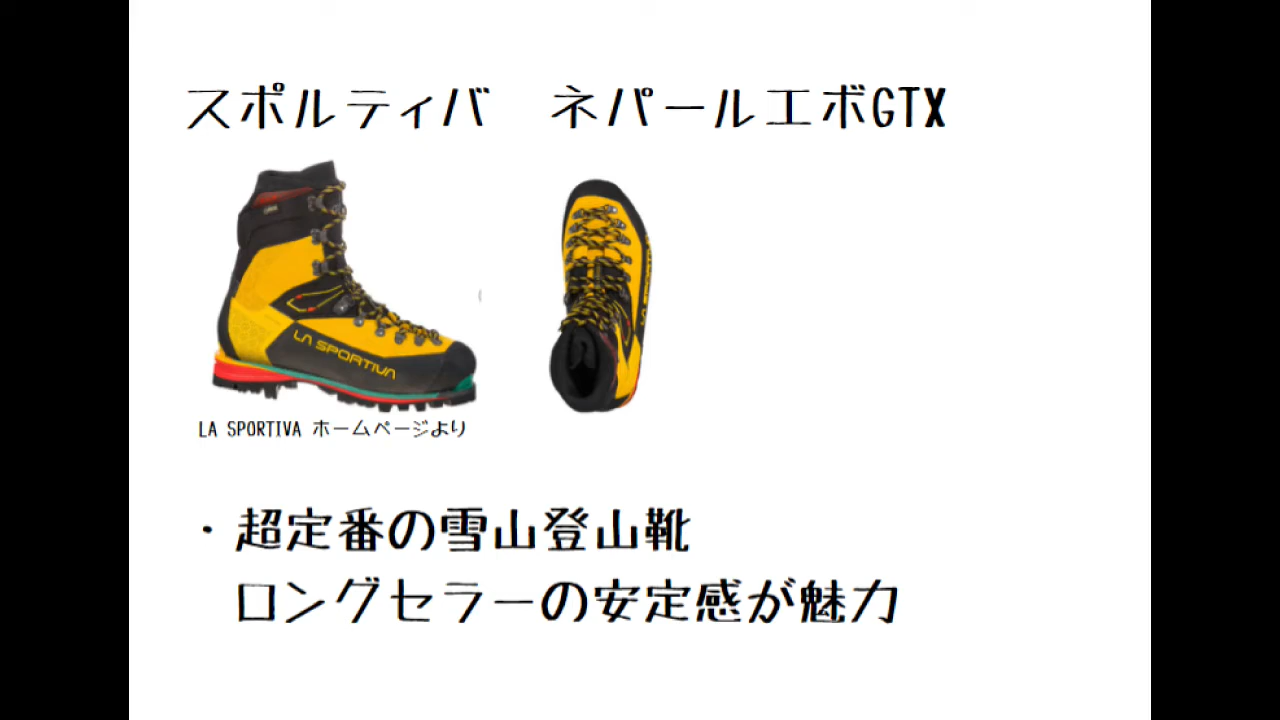 スポルティバ　ネパールエボGTX
LA SPORTIVA
LA SPORTIVA ホームページより
・超定番の雪山登山靴
ロングセラーの安定感が魅力